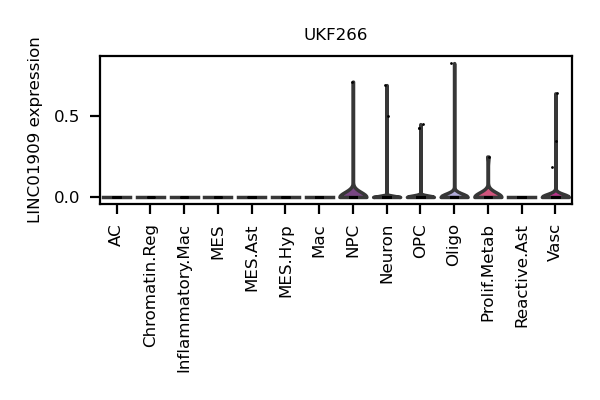 UKF266
LINC01909 expression
0.5
0.0
AC
Chromatin.Reg
Inflammatory.Mac
MES
MES.Ast
MES.Hyp
Mac
NPC
Neuron
OPC
Oligo
Prolif.Metab
Reactive.Ast
Vasc